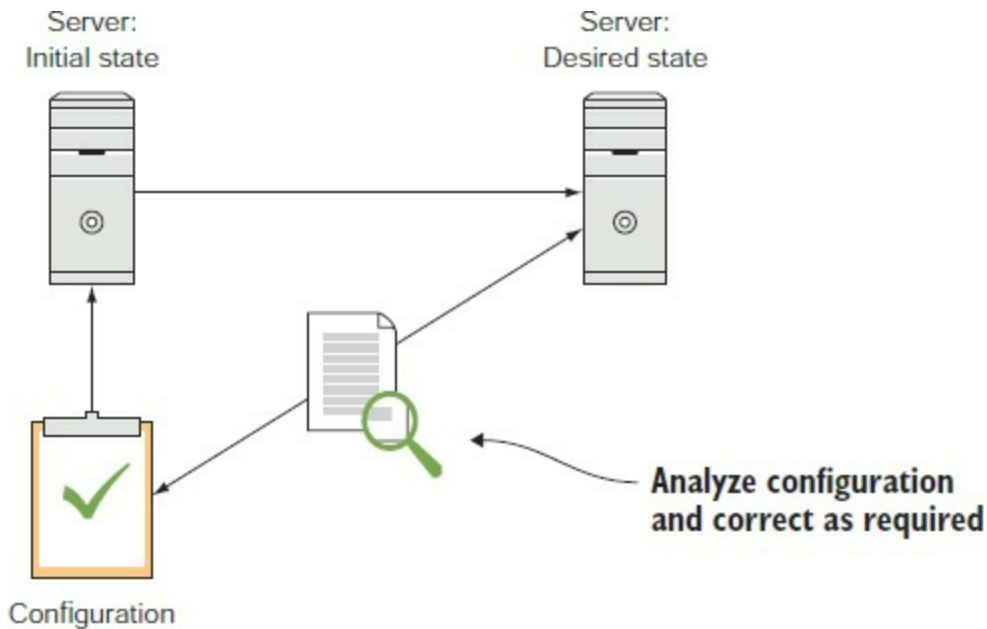 Server:
Initial state
Server:
Desired state
Analyze configuration
and correct as required
Configuration